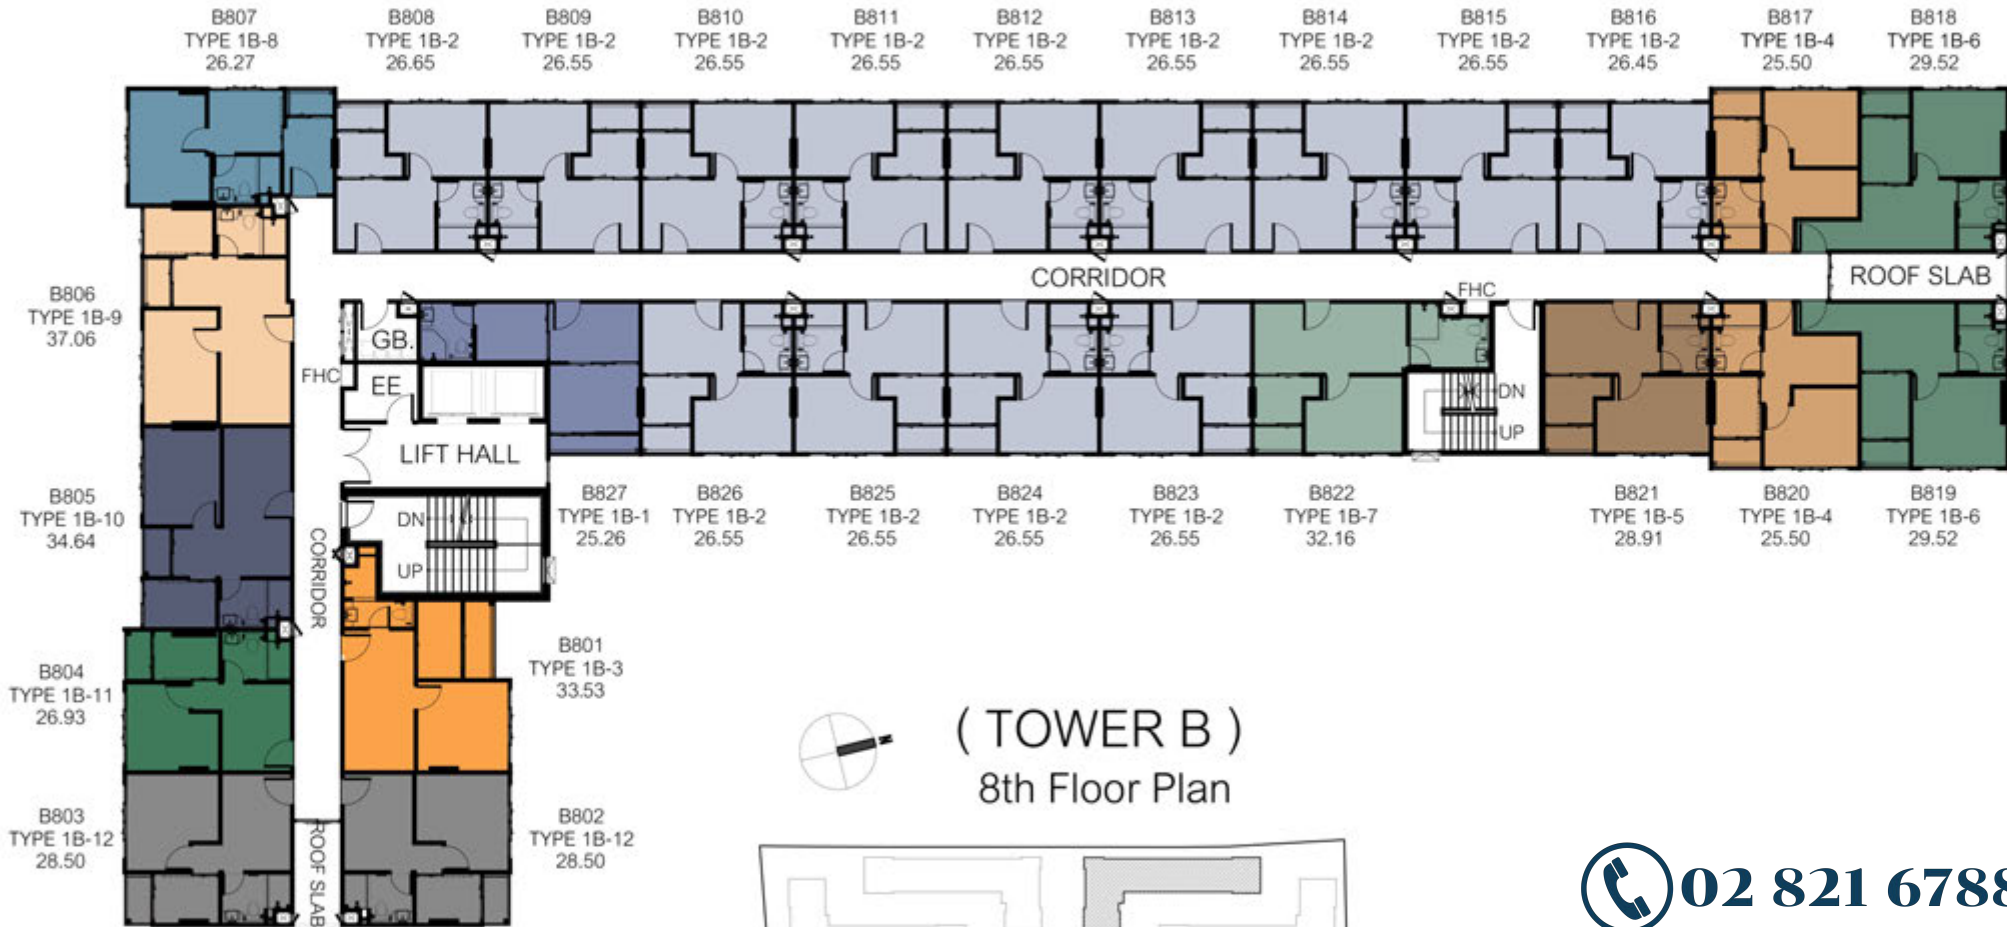 B807
TYPE 1B-8
26.27
B808
TYPE 1B-2
26.65
B809
TYPE 1B-2
26.55
B810
TYPE 1B-2
26.55
B811
TYPE 1B-2
26.55
B812
TYPE 1B-2
26.55
B813
TYPE 1B-2
26.55
B814
TYPE 1B-2
26.55
B815
TYPE 1B-2
26.55
B816
TYPE 1B-2
26.45
B817
TYPE 1B-4
25.50
B818
TYPE 1B-6
29.52
CORRIDOR
ROOF SLAB
FHC
B806
TYPE 1B-9
37.06
GB.
FHC
EE
LIFT HALL
DN
UP
DN
UP
CORRIDOR
B805
TYPE 1B-10
34.64
B827
TYPE 1B-1
25.26
B826
TYPE 1B-2
26.55
B825
TYPE 1B-2
26.55
B824
TYPE 1B-2
26.55
B823
TYPE 1B-2
26.55
B822
TYPE 1B-7
32.16
B821
TYPE 1B-5
28.91
B820
TYPE 1B-4
25.50
B819
TYPE 1B-6
29.52
B804
TYPE 1B-11
26.93
B801
TYPE 1B-3
33.53
B803
TYPE 1B-12
28.50
B802
TYPE 1B-12
28.50
ROOF SLAB
N
( TOWER B )
8th Floor Plan
02 821 6788